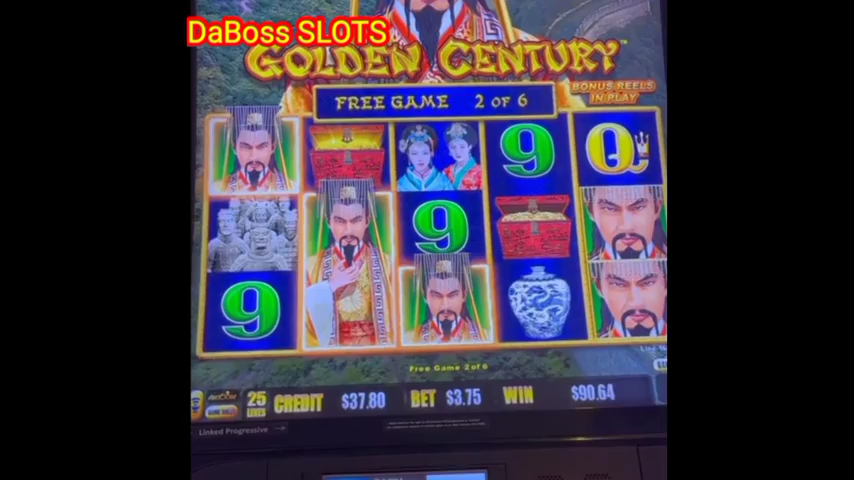 DaBoss SLOTS
GOLDEN CENTURY™
BONUS REELS
IN PLAY
FREE GAME 2 OF 6
9
Q
9
9
Free Game 2 of 6
25
LINES
CREDIT $37.80 BET $3.75 WIN $90.64
Linked Progressive